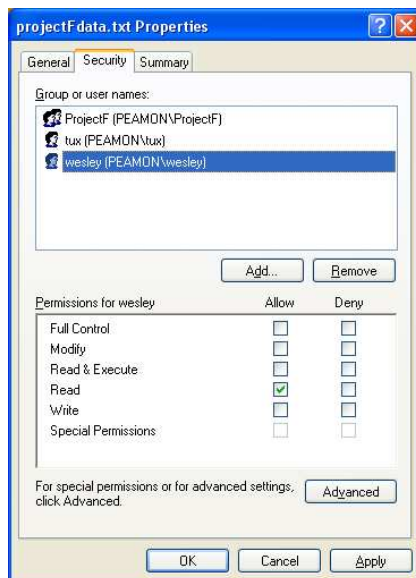 projectFdata.txt Properties
General Security Summary
Group or user names:
ProjectF (PEAMON\ProjectF)
tux (PEAMON\tux)
wesley (PEAMON\wesley)
Add... Remove
Permissions for wesley Allow Deny
Full Control
Modify
Read & Execute
Read
Write
Special Permissions
For special permissions or for advanced settings,
click Advanced.
Advanced
OK Cancel Apply